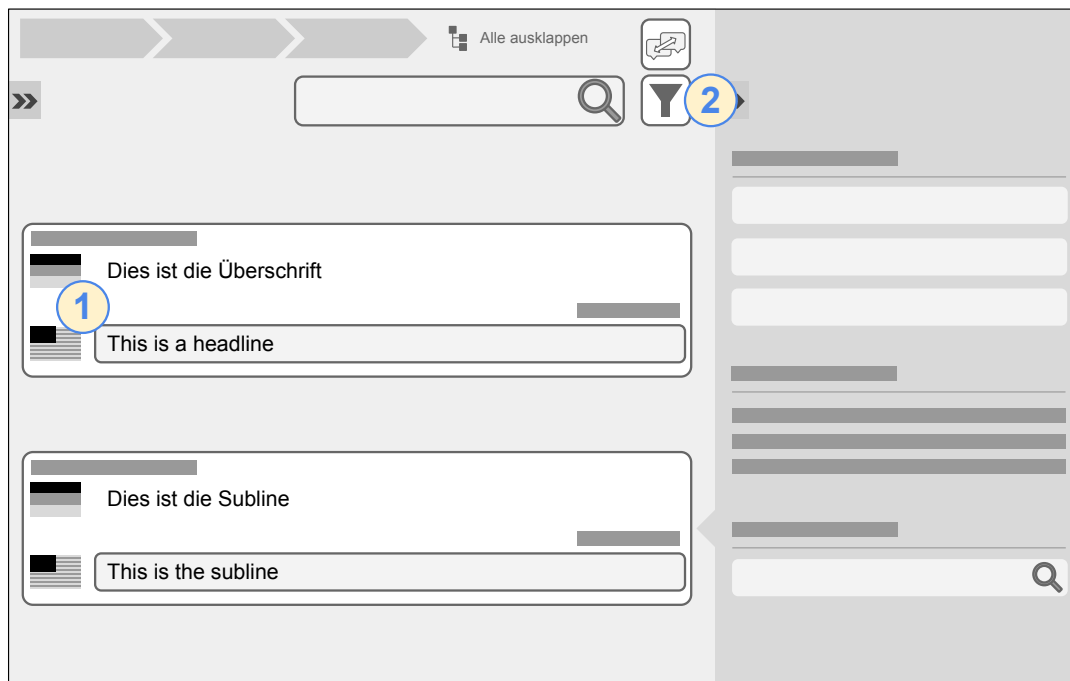 Alle ausklappen
2
Dies ist die Überschrift
1
This is a headline
Dies ist die Subline
This is the subline